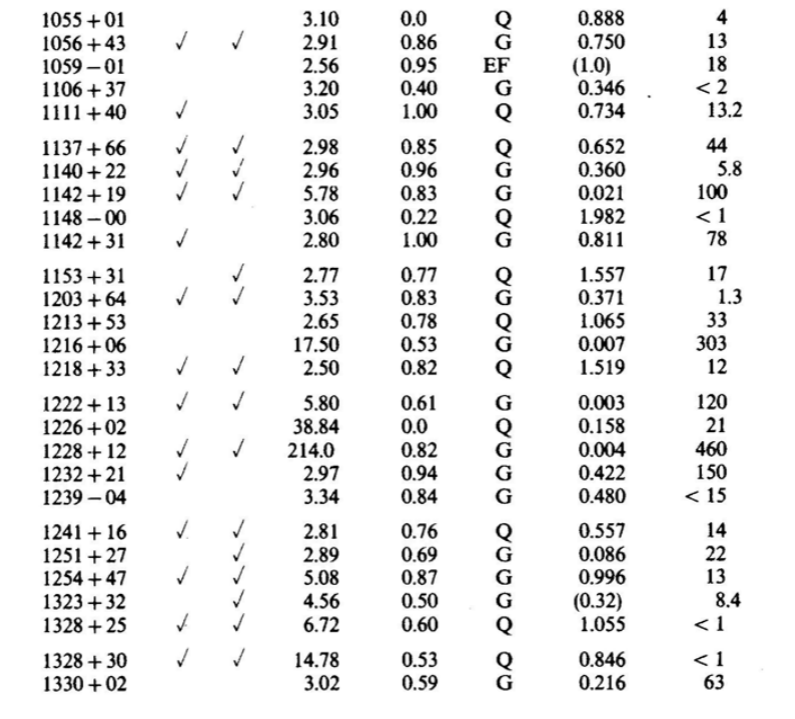 1055+01 3.10 0.0 Q 0.888 4
1056+43 ✓ ✓ 2.91 0.86 G 0.750 13
1059−01 2.56 0.95 EF (1.0) 18
1106+37 3.20 0.40 G 0.346 <2
1111+40 ✓ 3.05 1.00 Q 0.734 13.2
1137+66 ✓ ✓ 2.98 0.85 Q 0.652 44
1140+22 ✓ ✓ 2.96 0.96 G 0.360 5.8
1142+19 ✓ ✓ 5.78 0.83 G 0.021 100
1148−00 3.06 0.22 Q 1.982 <1
1142+31 ✓ 2.80 1.00 G 0.811 78
1153+31 ✓ 2.77 0.77 Q 1.557 17
1203+64 ✓ ✓ 3.53 0.83 G 0.371 1.3
1213+53 2.65 0.78 Q 1.065 33
1216+06 17.50 0.53 G 0.007 303
1218+33 ✓ ✓ 2.50 0.82 Q 1.519 12
1222+13 ✓ ✓ 5.80 0.61 G 0.003 120
1226+02 38.84 0.0 Q 0.158 21
1228+12 ✓ ✓ 214.0 0.82 G 0.004 460
1232+21 ✓ 2.97 0.94 G 0.422 150
1239−04 3.34 0.84 G 0.480 <15
1241+16 ✓ ✓ 2.81 0.76 Q 0.557 14
1251+27 ✓ 2.89 0.69 G 0.086 22
1254+47 ✓ ✓ 5.08 0.87 G 0.996 13
1323+32 ✓ 4.56 0.50 G (0.32) 8.4
1328+25 ✓ ✓ 6.72 0.60 Q 1.055 <1
1328+30 ✓ ✓ 14.78 0.53 Q 0.846 <1
1330+02 3.02 0.59 G 0.216 63